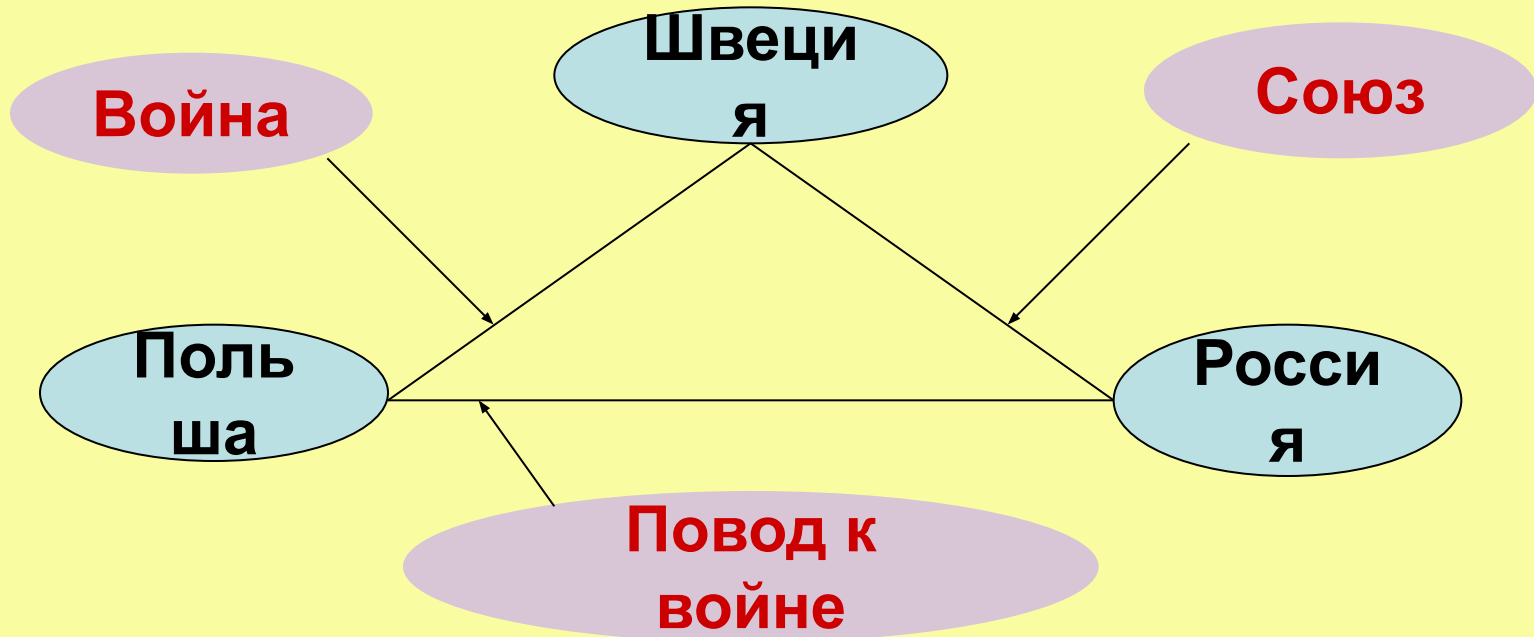 Швеци
я
Война
Союз
Поль
ша
Росси
я
Повод к
войне